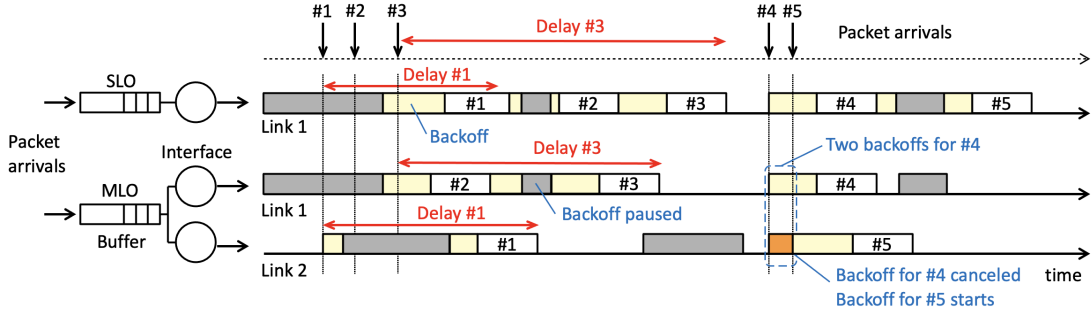 #1 #2 #3 #4 #5
Delay #3
Packet arrivals
SLO
Delay #1
#1 #2 #3 #4 #5
Link 1
Backoff
Packet
arrivals
Interface
Delay #3
Two backoffs for #4
MLO
#2 #3 #4
Link 1
Delay #1
Backoff paused
Buffer
#1 #5
Link 2
time
Backoff for #4 canceled
Backoff for #5 starts